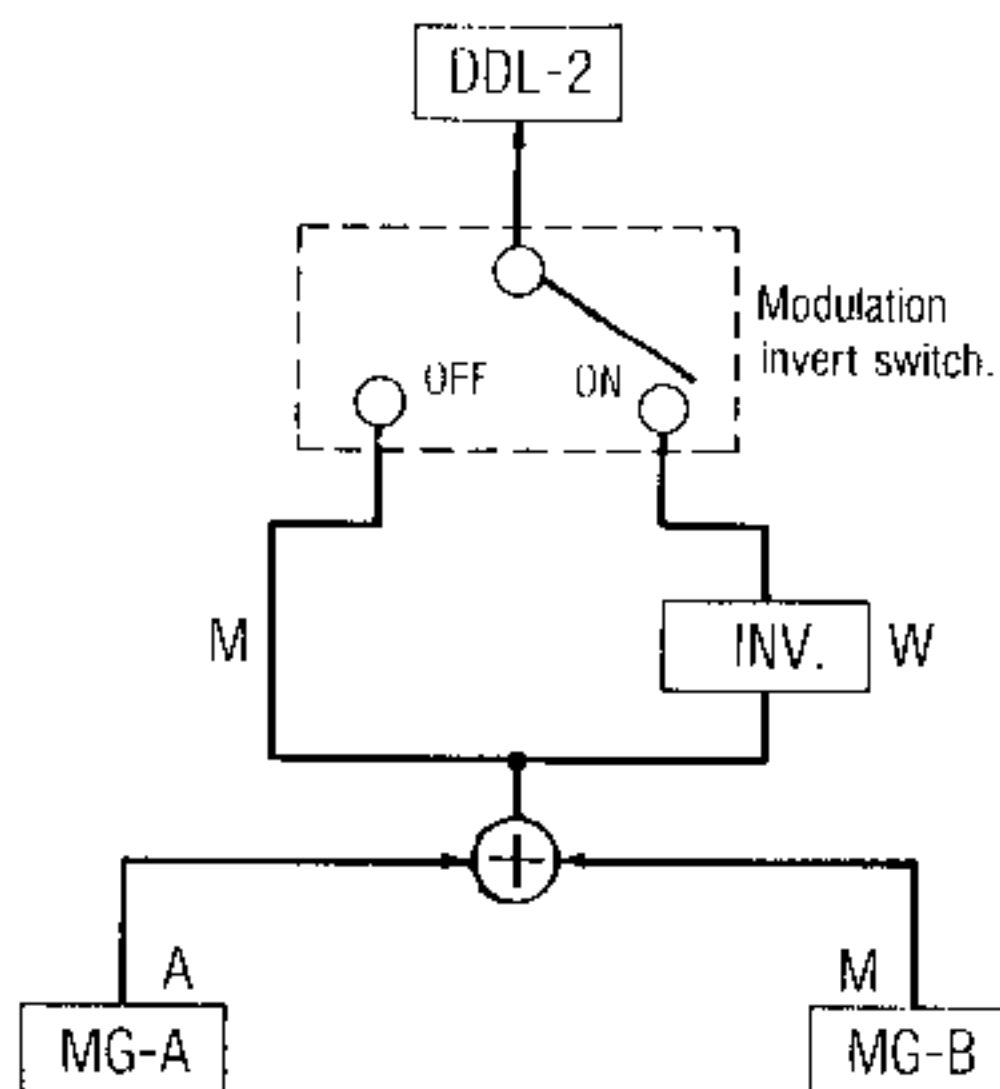 DDL-2
Modulation
invert switch.
OFF
ON
M
INV.
W
A
M
MG-A
MG-B